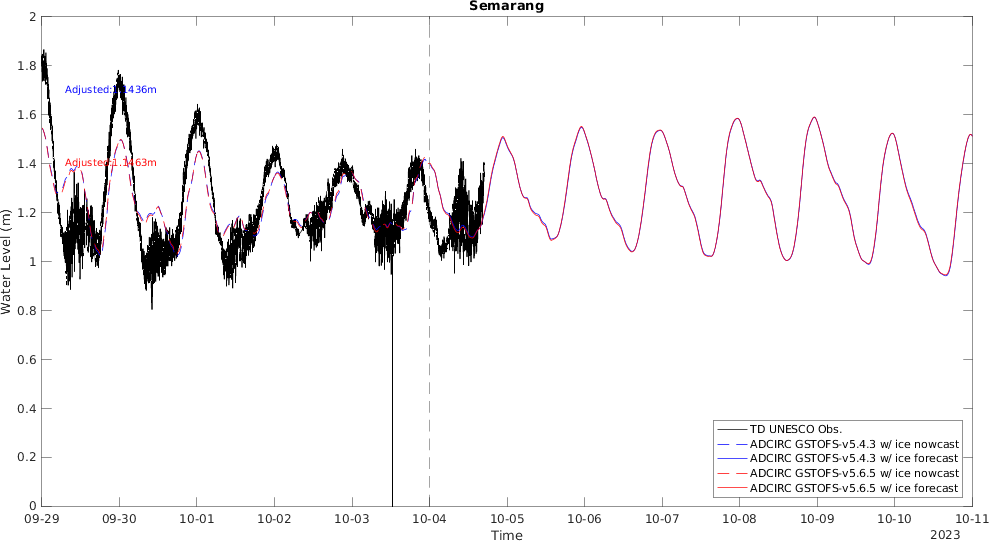 Semarang
2
1.8
1.6
1.4
1.2
1
0.8
0.6
0.4
0.2
0
Water Level (m)
Adjusted:1.1436m
Adjusted:1.1463m
TD UNESCO Obs.
ADCIRC GSTOFS-v5.4.3 w/ ice nowcast
ADCIRC GSTOFS-v5.4.3 w/ ice forecast
ADCIRC GSTOFS-v5.6.5 w/ ice nowcast
ADCIRC GSTOFS-v5.6.5 w/ ice forecast
09-29 09-30 10-01 10-02 10-03 10-04 10-05 10-06 10-07 10-08 10-09 10-10 10-11
Time
2023